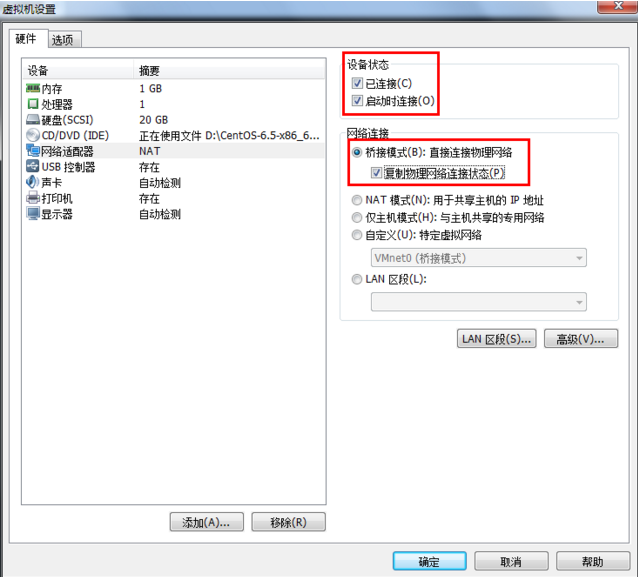 虚拟机设置
硬件 选项
设备 摘要
内存 1 GB
处理器 1
硬盘(SCSI) 20 GB
CD/DVD (IDE) 正在使用文件 D:\CentOS-6.5-x86_6...
网络适配器 NAT
USB 控制器 存在
声卡 自动检测
打印机 存在
显示器 自动检测
添加(A)... 移除(R)
设备状态
已连接(C)
启动时连接(O)
网络连接
桥接模式(B): 直接连接物理网络
复制物理网络连接状态(P)
NAT 模式(N): 用于共享主机的 IP 地址
仅主机模式(H): 与主机共享的专用网络
自定义(U): 特定虚拟网络
VMnet0 (桥接模式)
LAN 区段(L):
LAN 区段(S)... 高级(V)...
确定 取消 帮助